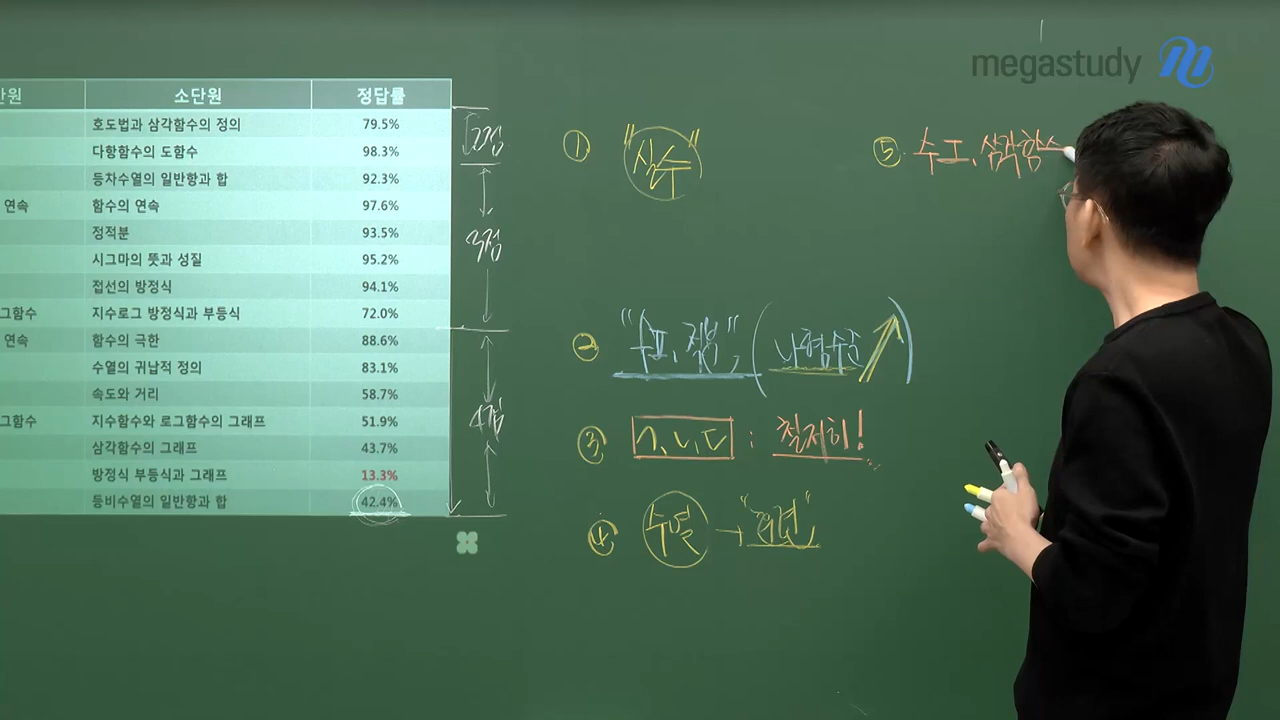 megastudy
단원 소단원 정답률
호도법과 삼각함수의 정의 79.5%
다항함수의 도함수 98.3%
등차수열의 일반항과 합 92.3%
연속 함수의 연속 97.6%
정적분 93.5%
시그마의 뜻과 성질 95.2%
접선의 방정식 94.1%
그함수 지수로그 방정식과 부등식 72.0%
연속 함수의 극한 88.6%
수열의 귀납적 정의 83.1%
속도와 거리 58.7%
그함수 지수함수와 로그함수의 그래프 51.9%
삼각함수의 그래프 43.7%
방정식 부등식과 그래프 13.3%
등비수열의 일반항과 합 42.4%
3점
4점
① "실수"
②
③ ㄱ, ㄴ, ㄷ : 철저히!
④ 수열 →
⑤ 수I, 삼각함수